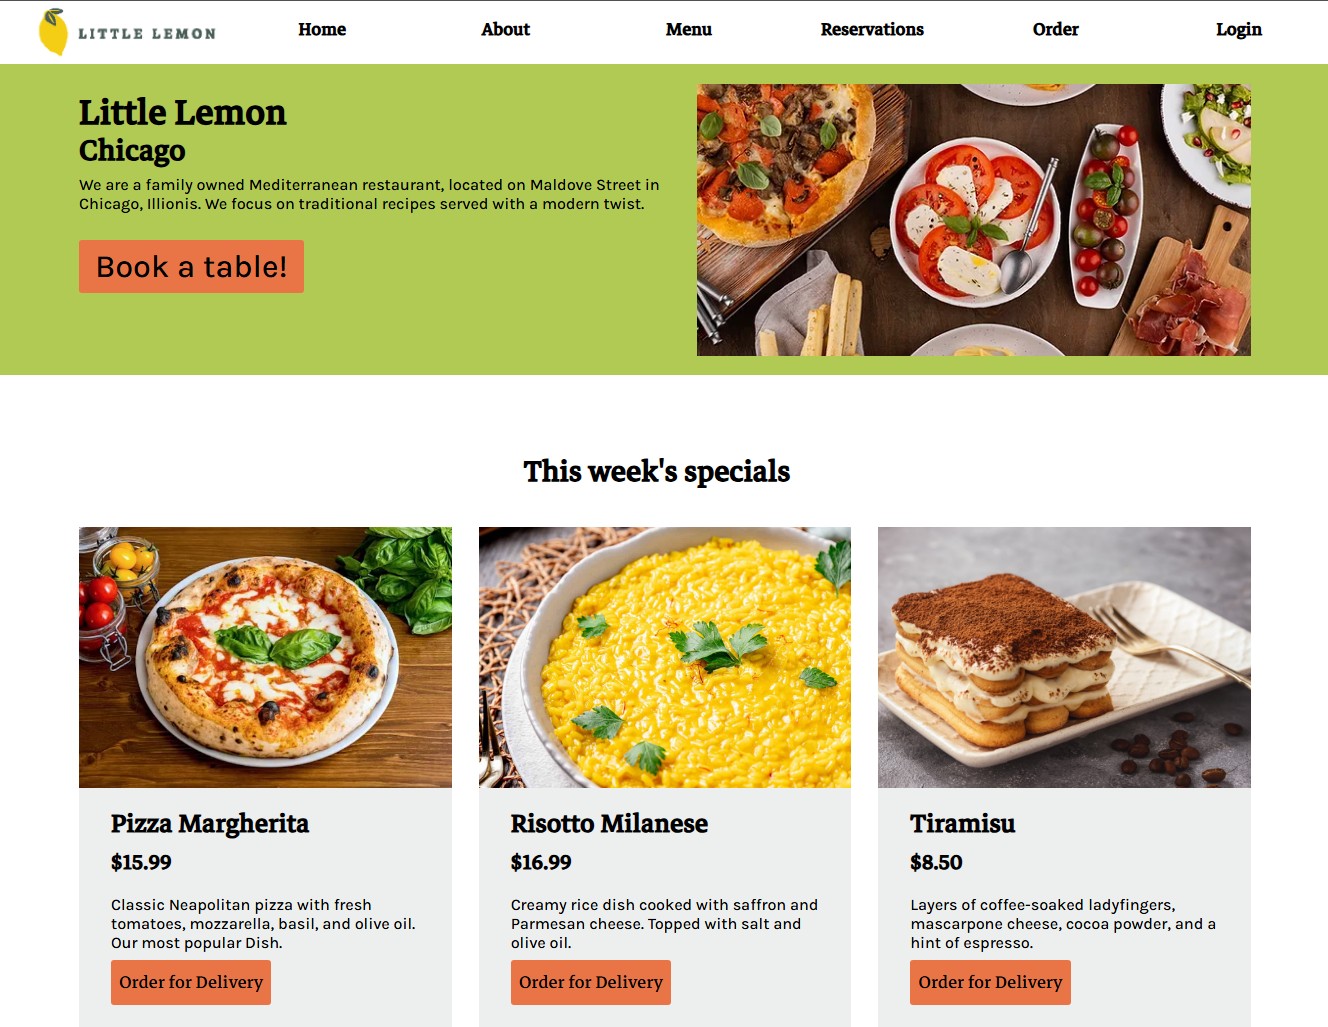 LITTLE LEMON
Home About Menu Reservations Order Login
Little Lemon
Chicago
We are a family owned Mediterranean restaurant, located on Maldove Street in
Chicago, Illionis. We focus on traditional recipes served with a modern twist.
Book a table!
This week's specials
Pizza Margherita
$15.99
Classic Neapolitan pizza with fresh
tomatoes, mozzarella, basil, and olive oil.
Our most popular Dish.
Order for Delivery
Risotto Milanese
$16.99
Creamy rice dish cooked with saffron and
Parmesan cheese. Topped with salt and
olive oil.
Order for Delivery
Tiramisu
$8.50
Layers of coffee-soaked ladyfingers,
mascarpone cheese, cocoa powder, and a
hint of espresso.
Order for Delivery